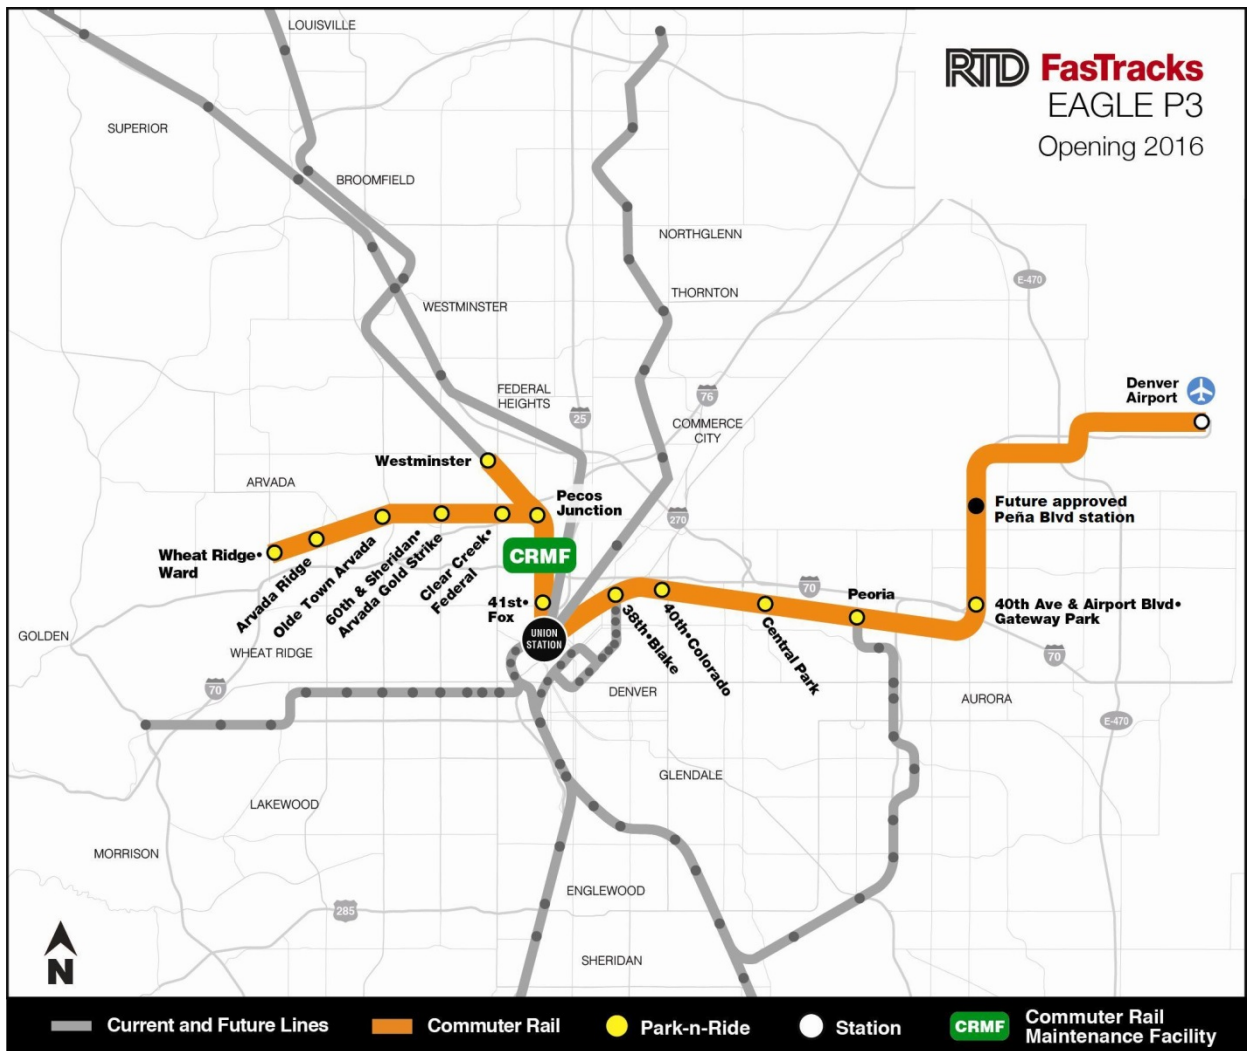 LOUISVILLE
RTD FasTracks
EAGLE P3
Opening 2016
SUPERIOR
BROOMFIELD
NORTHGLENN
E-470
THORNTON
WESTMINSTER
FEDERAL
HEIGHTS
25
76
COMMERCE
CITY
Denver
Airport
Westminster
ARVADA
Pecos
Junction
270
Future approved
Peña Blvd station
Wheat Ridge•
Ward
Arvada Ridge
Olde Town Arvada
60th & Sheridan•
Arvada Gold Strike
Clear Creek•
Federal
CRMF
41st•
Fox
UNION
STATION
38th•Blake
40th•Colorado
Central Park
70
Peoria
40th Ave & Airport Blvd•
Gateway Park
GOLDEN
WHEAT RIDGE
70
70
DENVER
AURORA
E-470
GLENDALE
LAKEWOOD
MORRISON
ENGLEWOOD
285
SHERIDAN
N
Current and Future Lines
Commuter Rail
Park-n-Ride
Station
CRMF
Commuter Rail
Maintenance Facility